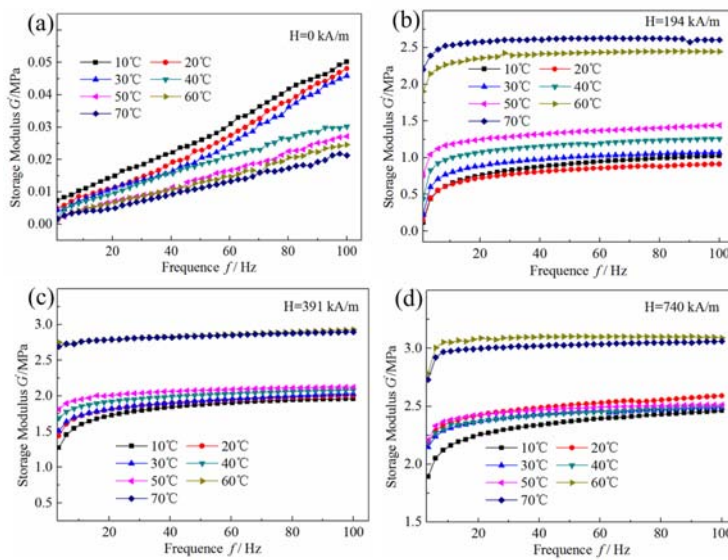 (a)
H=0 kA/m
0.05
0.04
0.03
0.02
0.01
0.00
Storage Modulus G'/MPa
10℃ 20℃
30℃ 40℃
50℃ 60℃
70℃
20 40 60 80 100
Frequence f / Hz
(b)
H=194 kA/m
2.5
2.0
1.5
1.0
0.5
0.0
Storage Modulus G'/MPa
10℃ 20℃
30℃ 40℃
50℃ 60℃
70℃
20 40 60 80 100
Frequence f / Hz
(c)
H=391 kA/m
3.0
2.5
2.0
1.5
1.0
0.5
Storage Modulus G'/MPa
10℃ 20℃
30℃ 40℃
50℃ 60℃
70℃
20 40 60 80 100
Frequence f / Hz
(d)
H=740 kA/m
3.5
3.0
2.5
2.0
1.5
Storage Modulus G'/MPa
10℃ 20℃
30℃ 40℃
50℃ 60℃
70℃
20 40 60 80 100
Frequence f / Hz